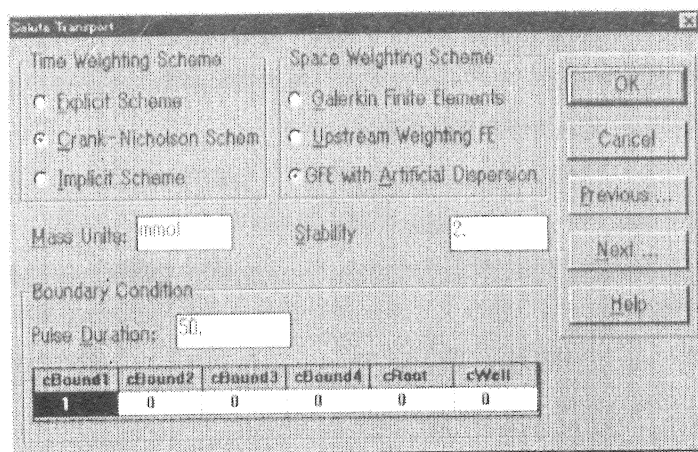 Solute Transport
Time Weighting Scheme
Explicit Scheme
Crank-Nicholson Schem
Implicit Scheme
Space Weighting Scheme
Galerkin Finite Elements
Upstream Weighting FE
GFE with Artificial Dispersion
OK
Cancel
Previous ...
Next ...
Help
Mass Units: mmol
Stability 2.
Boundary Condition
Pulse Duration: 50.
cBound1 cBound2 cBound3 cBound4 cRoot cWell
1 0 0 0 0 0